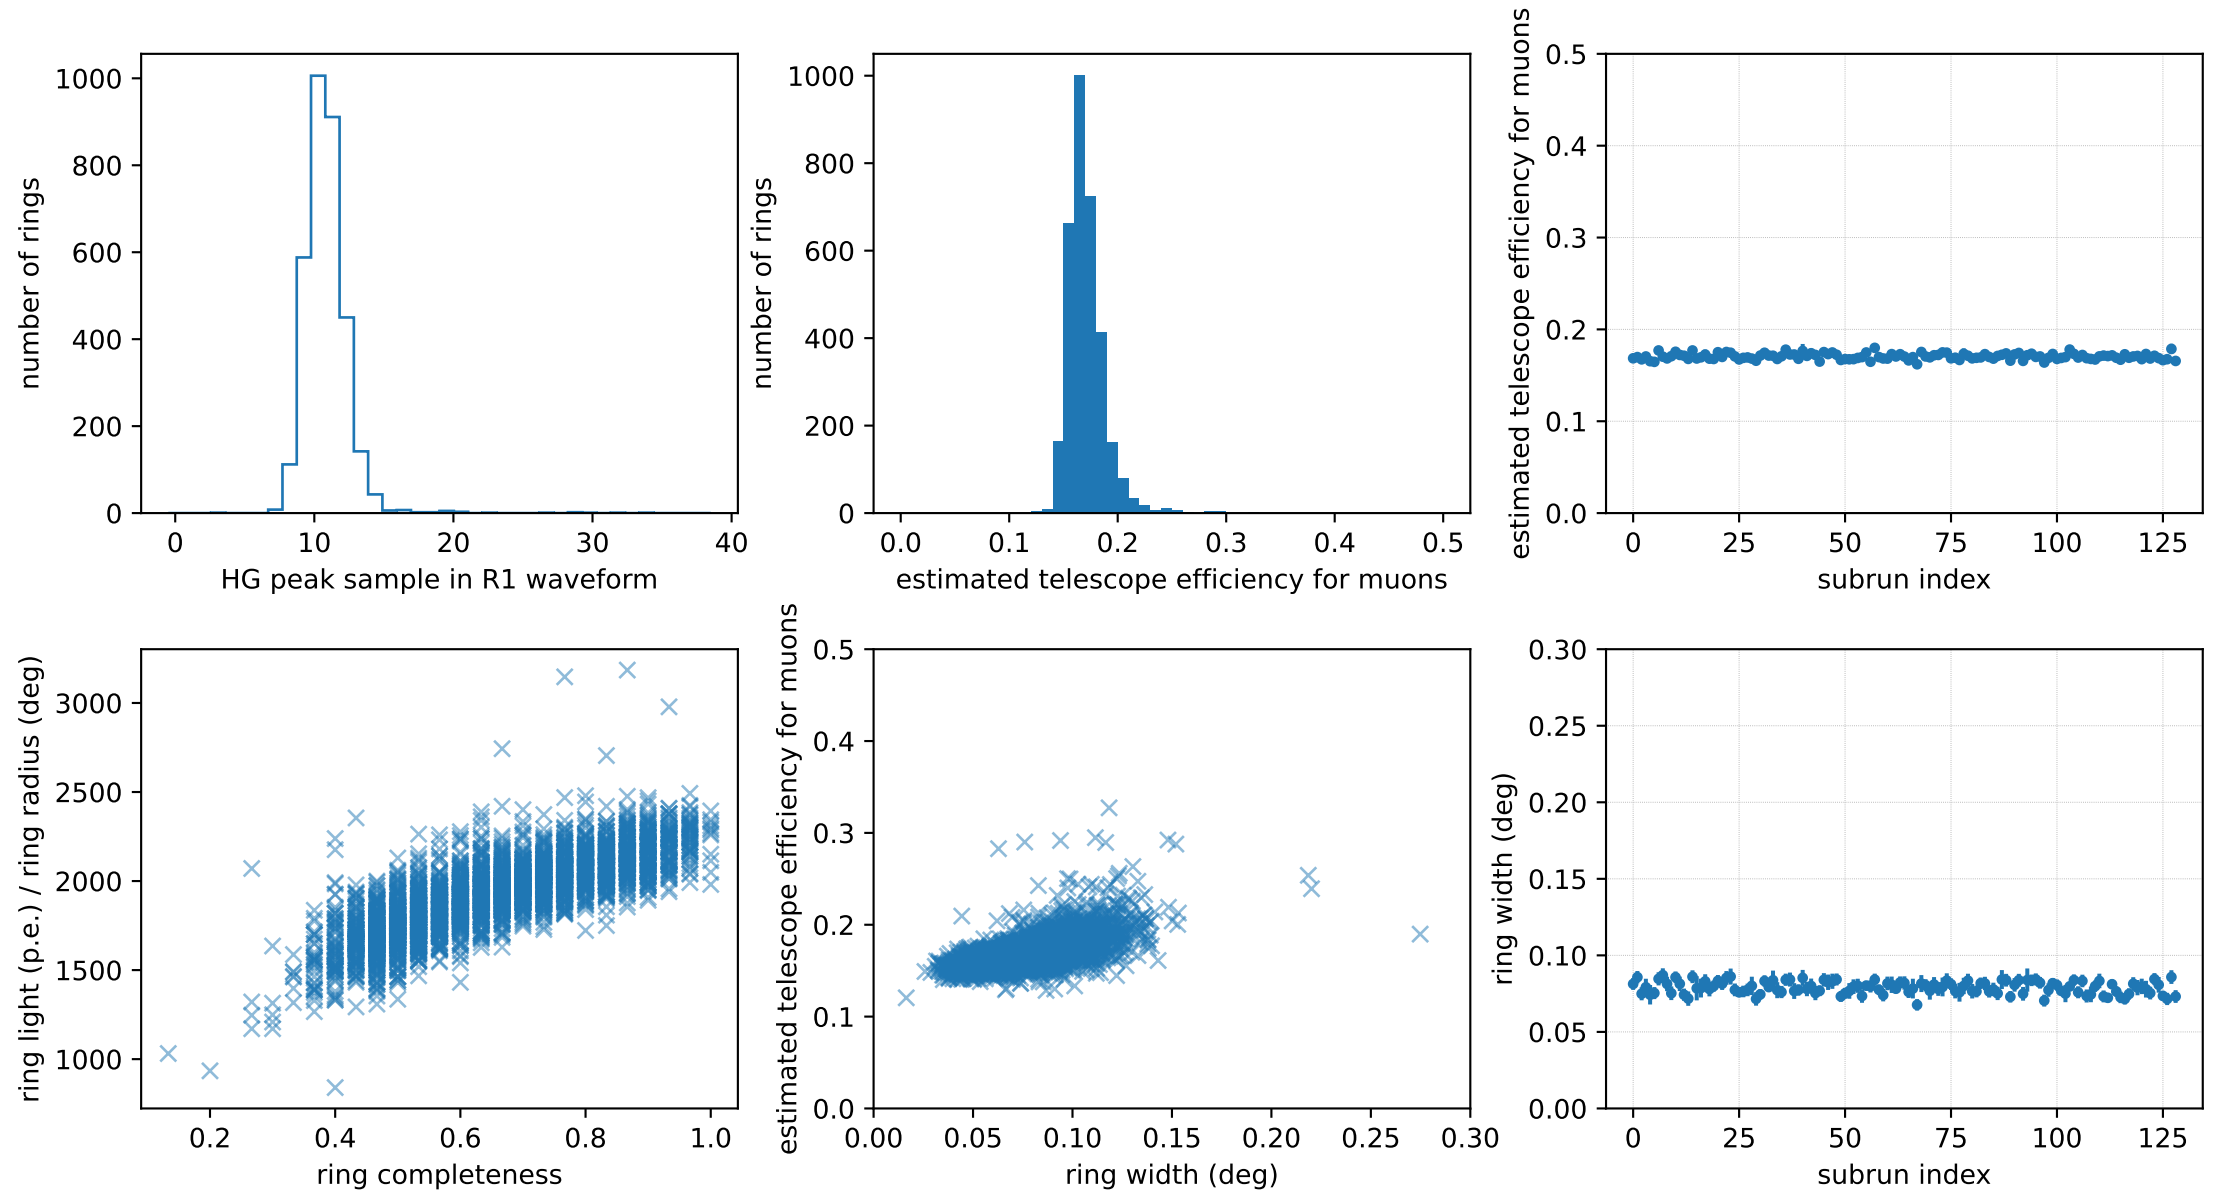 number of rings
1000
800
600
400
200
0
0 10 20 30 40
HG peak sample in R1 waveform
number of rings
1000
800
600
400
200
0
0.0 0.1 0.2 0.3 0.4 0.5
estimated telescope efficiency for muons
estimated telescope efficiency for muons
0.5
0.4
0.3
0.2
0.1
0.0
0 25 50 75 100 125
subrun index
ring light (p.e.) / ring radius (deg)
3000
2500
2000
1500
1000
0.2 0.4 0.6 0.8 1.0
ring completeness
estimated telescope efficiency for muons
0.5
0.4
0.3
0.2
0.1
0.0
0.00 0.05 0.10 0.15 0.20 0.25 0.30
ring width (deg)
ring width (deg)
0.30
0.25
0.20
0.15
0.10
0.05
0.00
0 25 50 75 100 125
subrun index